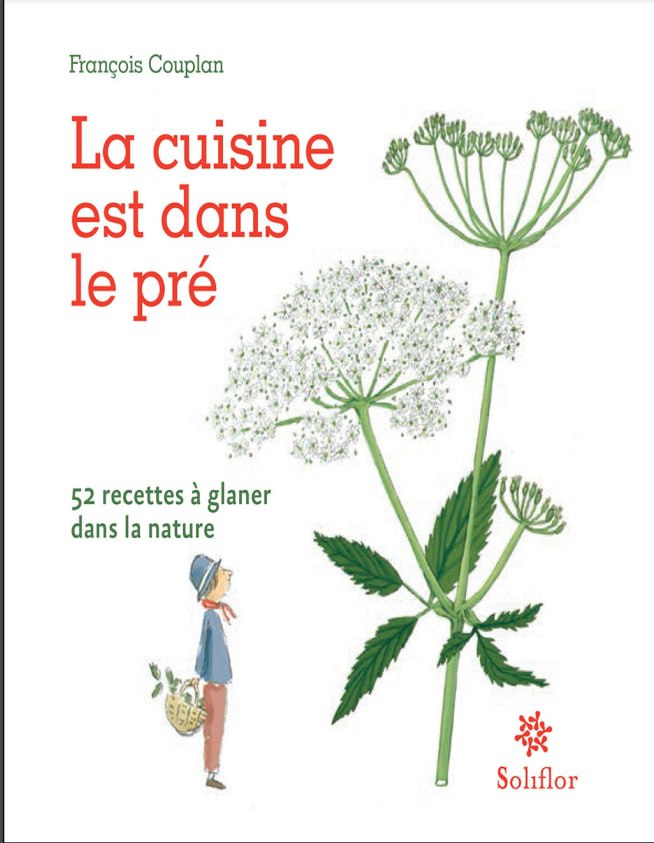 François Couplan
La cuisine
est dans
le pré
52 recettes à glaner
dans la nature
Soliflor